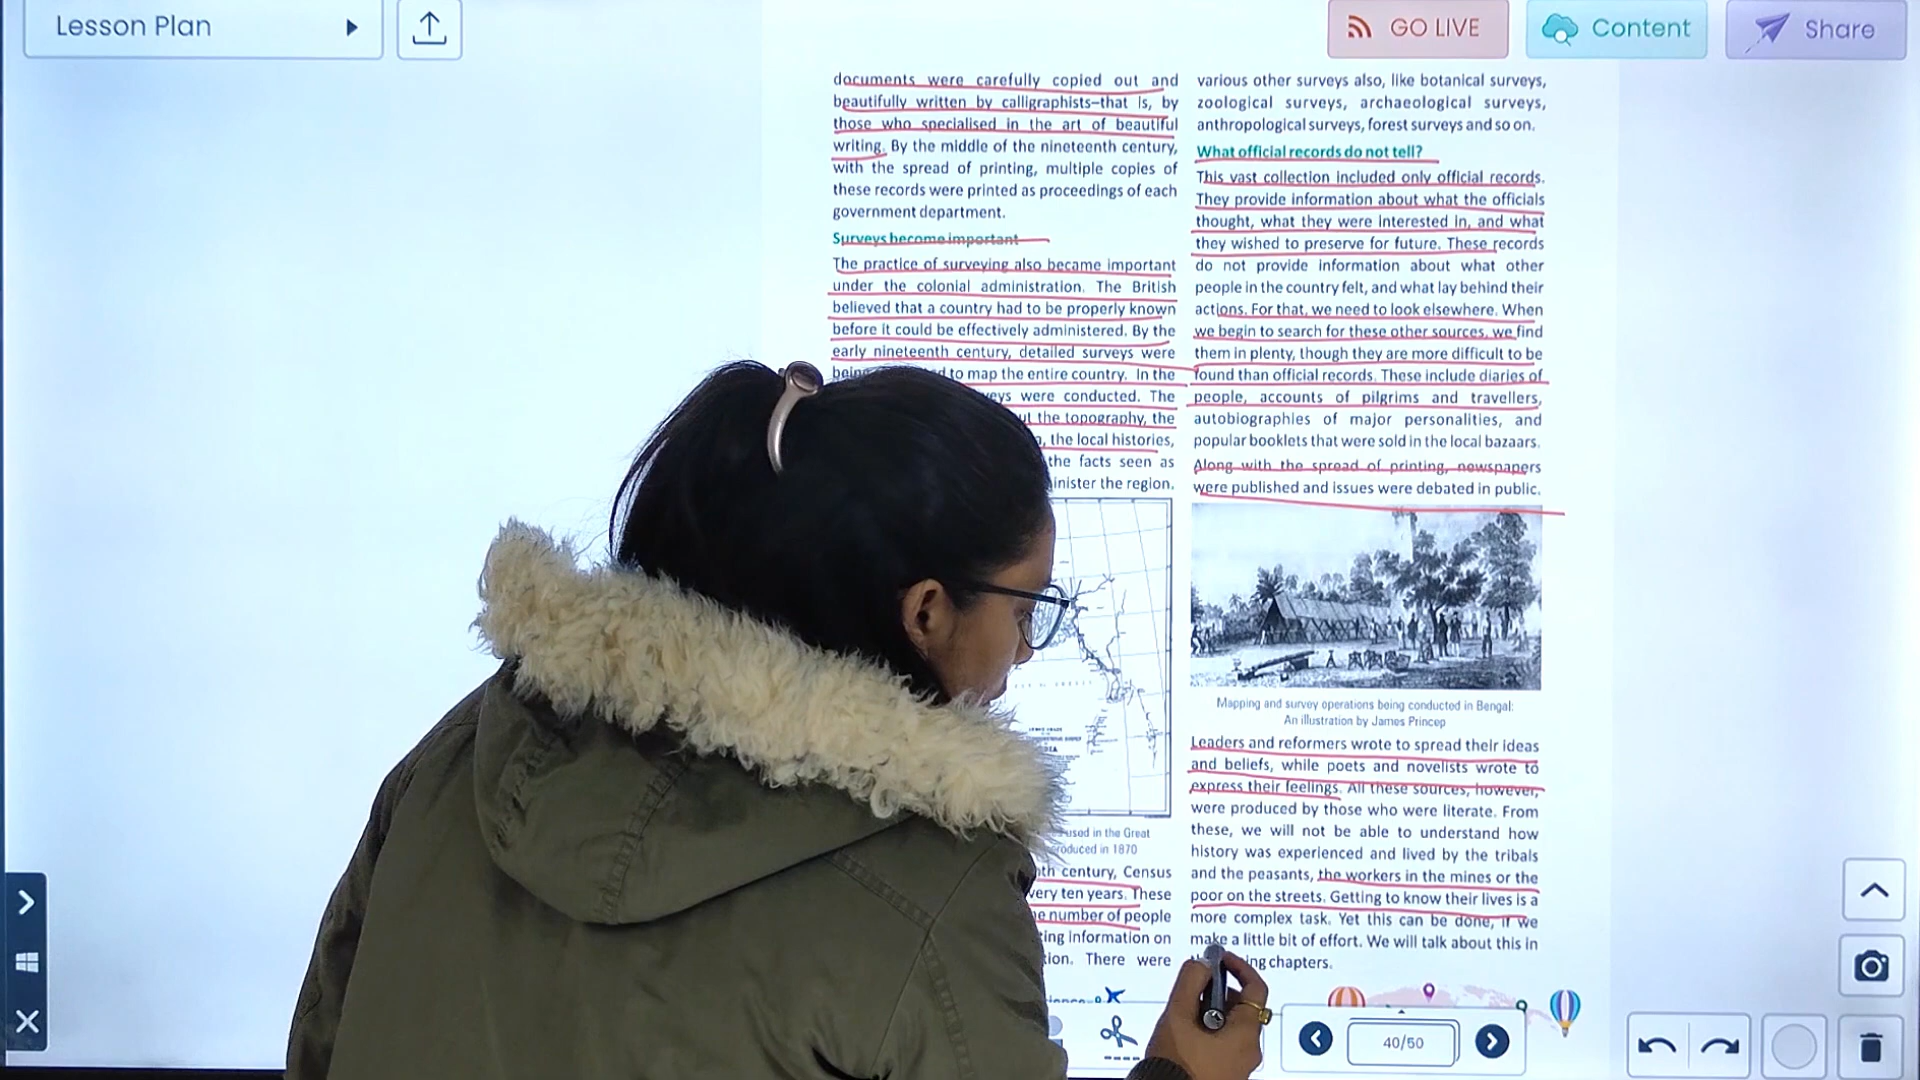 Lesson Plan
GO LIVE
Content
Share
documents were carefully copied out and
beautifully written by calligraphists–that is, by
those who specialised in the art of beautiful
writing. By the middle of the nineteenth century,
with the spread of printing, multiple copies of
these records were printed as proceedings of each
government department.
Surveys become important
The practice of surveying also became important
under the colonial administration. The British
believed that a country had to be properly known
before it could be effectively administered. By the
early nineteenth century, detailed surveys were
to map the entire country. In the
were conducted. The
the topography, the
the local histories,
the facts seen as
the region.
used in the Great
in 1870
century, Census
ten years. These
number of people
information on
There were
various other surveys also, like botanical surveys,
zoological surveys, archaeological surveys,
anthropological surveys, forest surveys and so on.
What official records do not tell?
This vast collection included only official records.
They provide information about what the officials
thought, what they were interested in, and what
they wished to preserve for future. These records
do not provide information about what other
people in the country felt, and what lay behind their
actions. For that, we need to look elsewhere. When
we begin to search for these other sources, we find
them in plenty, though they are more difficult to be
found than official records. These include diaries of
people, accounts of pilgrims and travellers,
autobiographies of major personalities, and
popular booklets that were sold in the local bazaars.
Along with the spread of printing, newspapers
were published and issues were debated in public.
Mapping and survey operations being conducted in Bengal:
An illustration by James Princep
Leaders and reformers wrote to spread their ideas
and beliefs, while poets and novelists wrote to
express their feelings. All these sources, however,
were produced by those who were literate. From
these, we will not be able to understand how
history was experienced and lived by the tribals
and the peasants, the workers in the mines or the
poor on the streets. Getting to know their lives is a
more complex task. Yet this can be done, if we
make a little bit of effort. We will talk about this in
chapters.
40/50